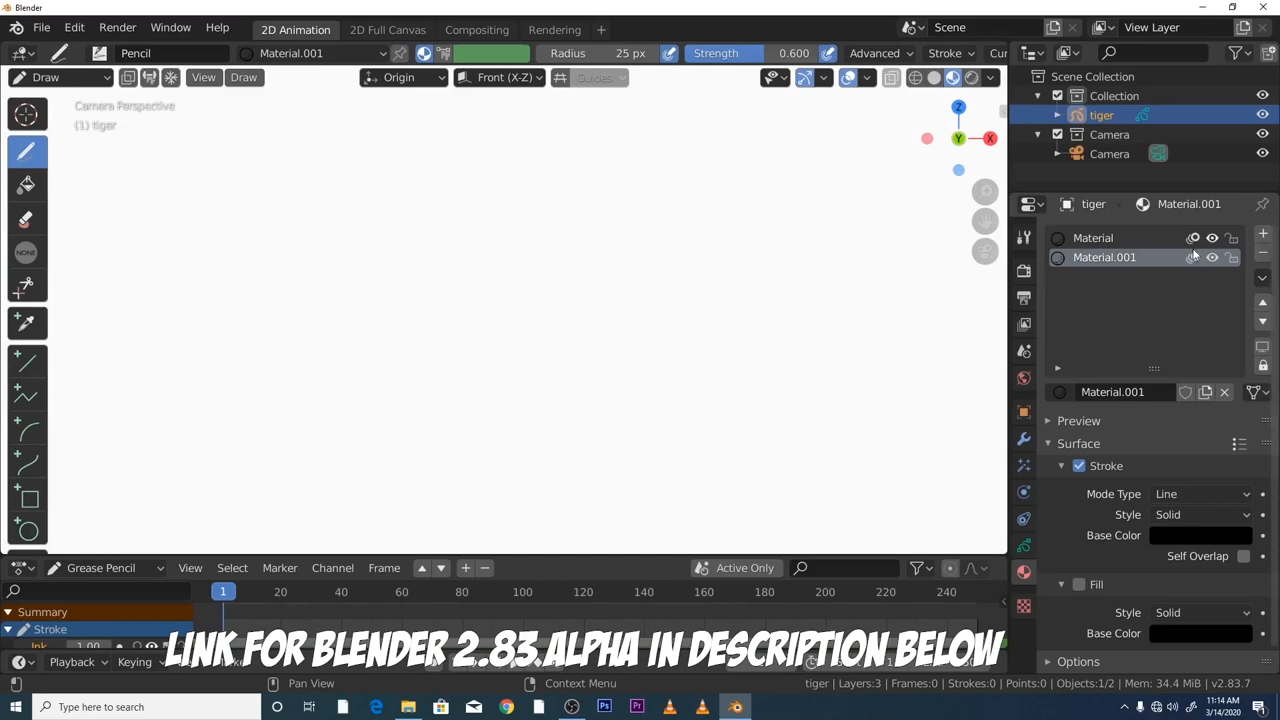 Blender
File Edit Render Window Help 2D Animation 2D Full Canvas Compositing Rendering + Scene View Layer
Pencil Material.001 Radius 25 px Strength 0.600 Advanced Stroke Cur
Draw View Draw Origin Front (X-Z) Guides
Camera Perspective
(1) tiger
Z
Y X
NONE
Scene Collection
Collection
tiger
Camera
Camera
tiger Material.001
Material
Material.001
Material.001
Preview
Surface
Stroke
Mode Type Line
Style Solid
Base Color
Self Overlap
Fill
Style Solid
Base Color
Options
Grease Pencil View Select Marker Channel Frame Active Only
1 20 40 60 80 100 120 140 160 180 200 220 240
Summary
Stroke
Ink 1.00
LINK FOR BLENDER 2.83 ALPHA IN DESCRIPTION BELOW
Playback Keying
Pan View Context Menu tiger | Layers:3 | Frames:0 | Strokes:0 | Points:0 | Objects:1/2 | Mem: 34.4 MiB | v2.83.7
Type here to search
11:14 AM
3/14/2020